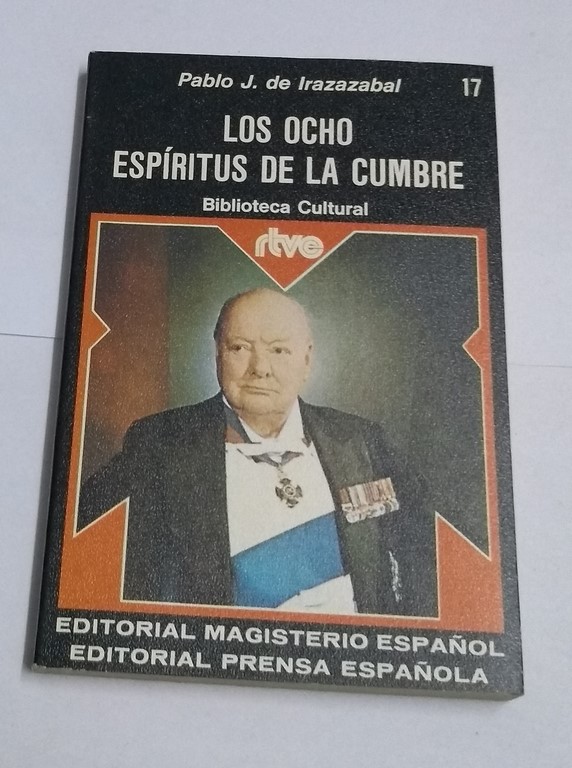 Pablo J. de Irazazabal
17
LOS OCHO
ESPÍRITUS DE LA CUMBRE
Biblioteca Cultural
rtve
EDITORIAL MAGISTERIO ESPAÑOL
EDITORIAL PRENSA ESPAÑOLA